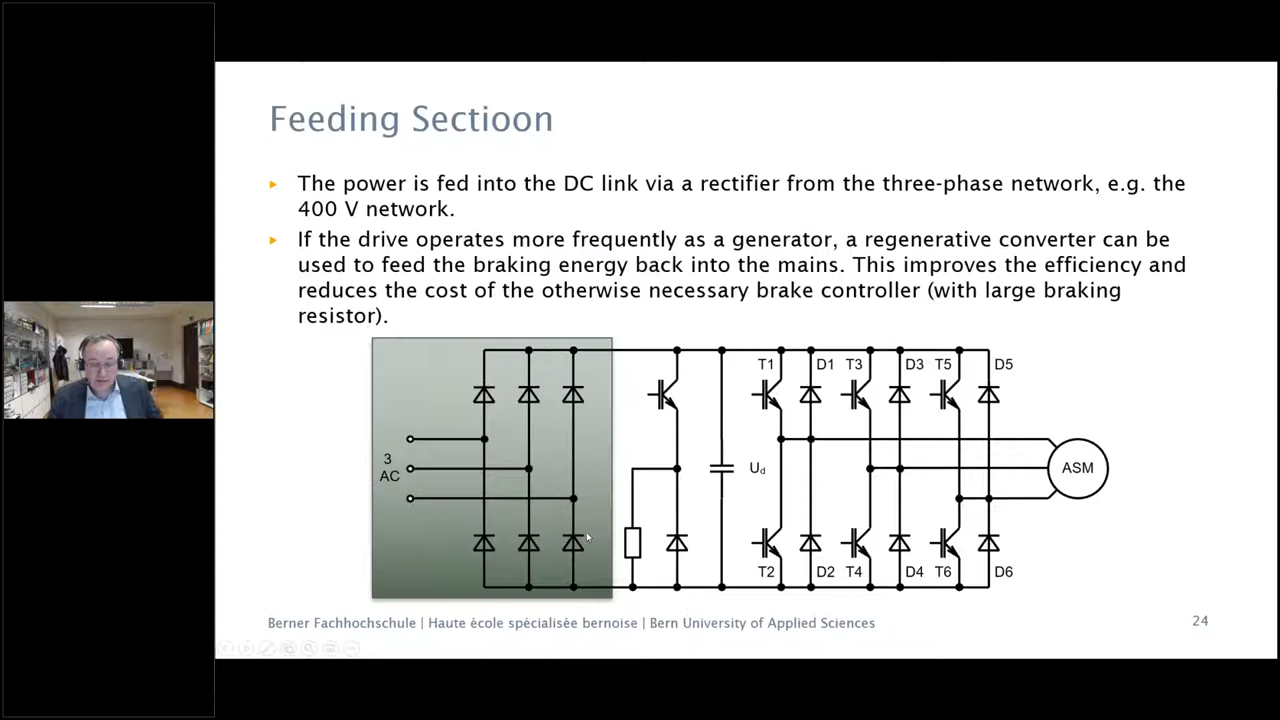 Feeding Sectioon
The power is fed into the DC link via a rectifier from the three-phase network, e.g. the
400 V network.
If the drive operates more frequently as a generator, a regenerative converter can be
used to feed the braking energy back into the mains. This improves the efficiency and
reduces the cost of the otherwise necessary brake controller (with large braking
resistor).
T1 D1 T3 D3 T5 D5
3
AC
Ud
ASM
T2 D2 T4 D4 T6 D6
Berner Fachhochschule | Haute école spécialisée bernoise | Bern University of Applied Sciences
24